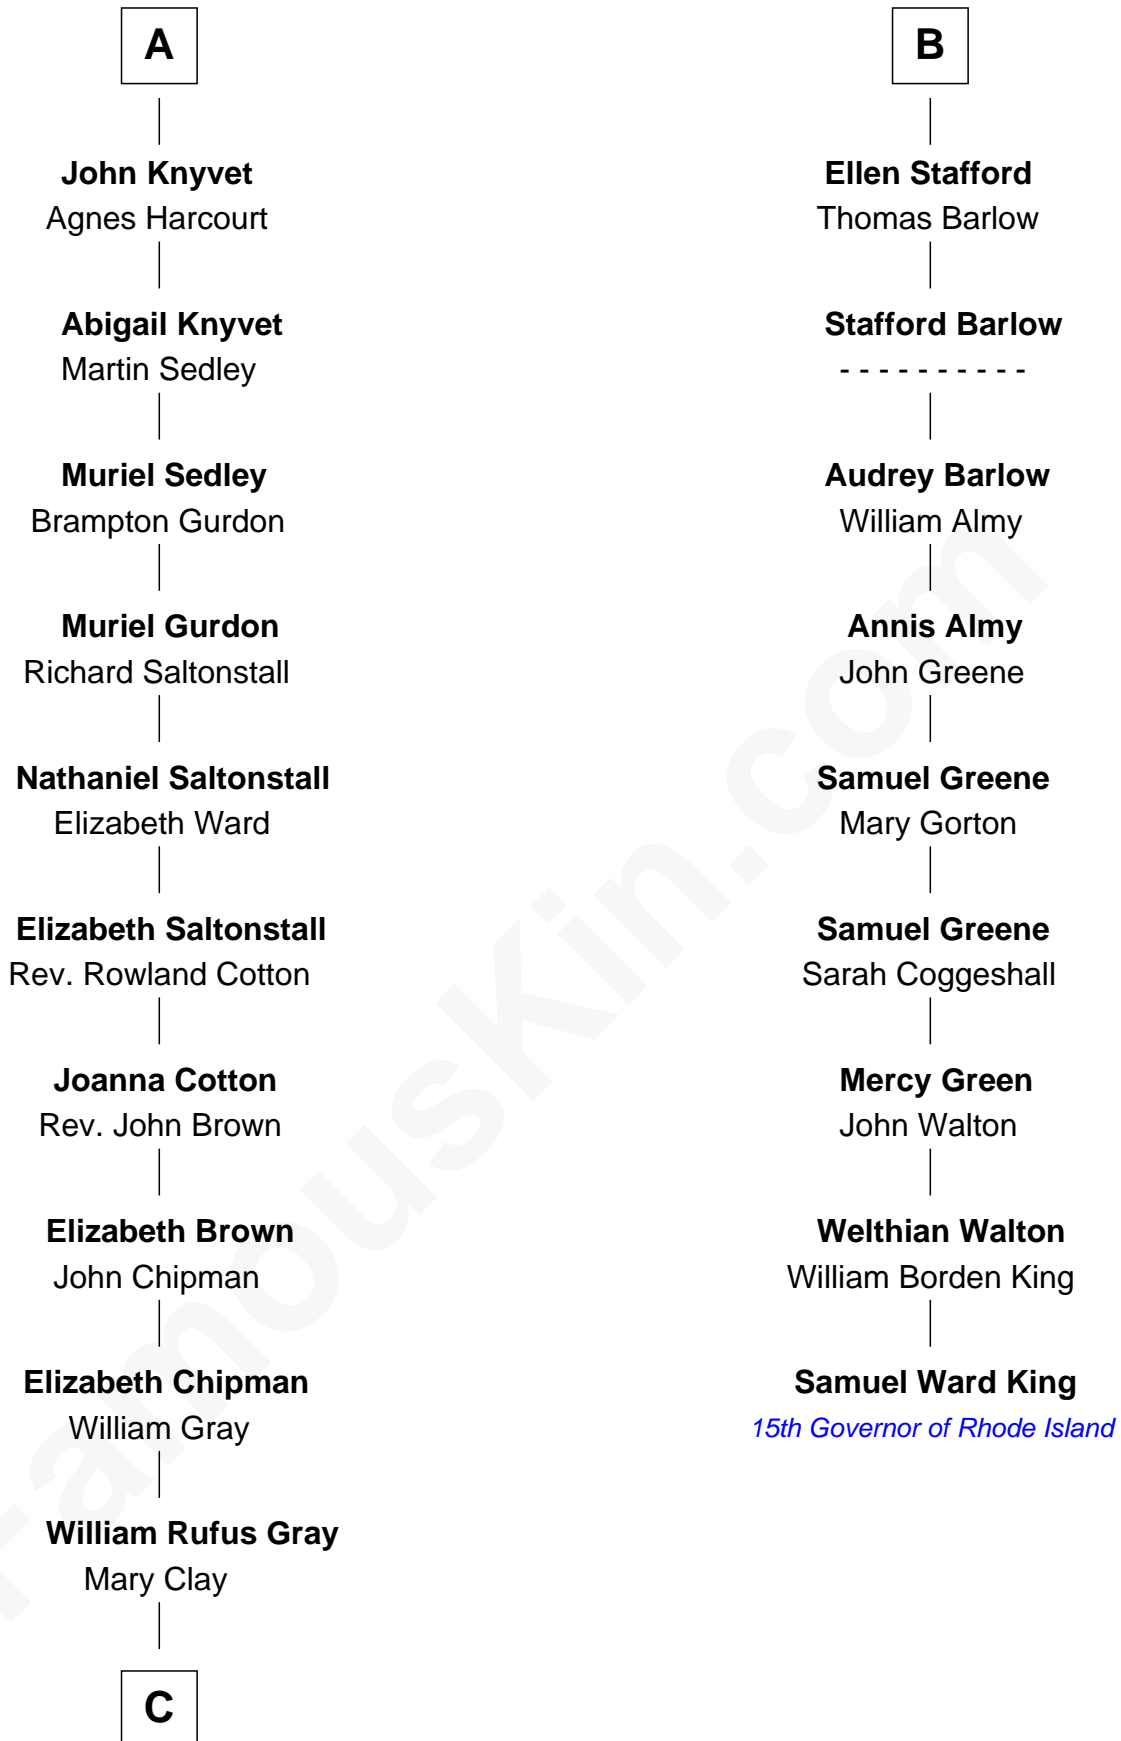 A
John Knyvet
Agnes Harcourt
Abigail Knyvet
Martin Sedley
Muriel Sedley
Brampton Gurdon
Muriel Gurdon
Richard Saltonstall
Nathaniel Saltonstall
Elizabeth Ward
Elizabeth Saltonstall
Rev. Rowland Cotton
Joanna Cotton
Rev. John Brown
Elizabeth Brown
John Chipman
Elizabeth Chipman
William Gray
William Rufus Gray
Mary Clay
C
B
Ellen Stafford
Thomas Barlow
Stafford Barlow
- - - - - - - - - -
Audrey Barlow
William Almy
Annis Almy
John Greene
Samuel Greene
Mary Gorton
Samuel Greene
Sarah Coggeshall
Mercy Green
John Walton
Welthian Walton
William Borden King
Samuel Ward King
15th Governor of Rhode Island
FamousKin.com